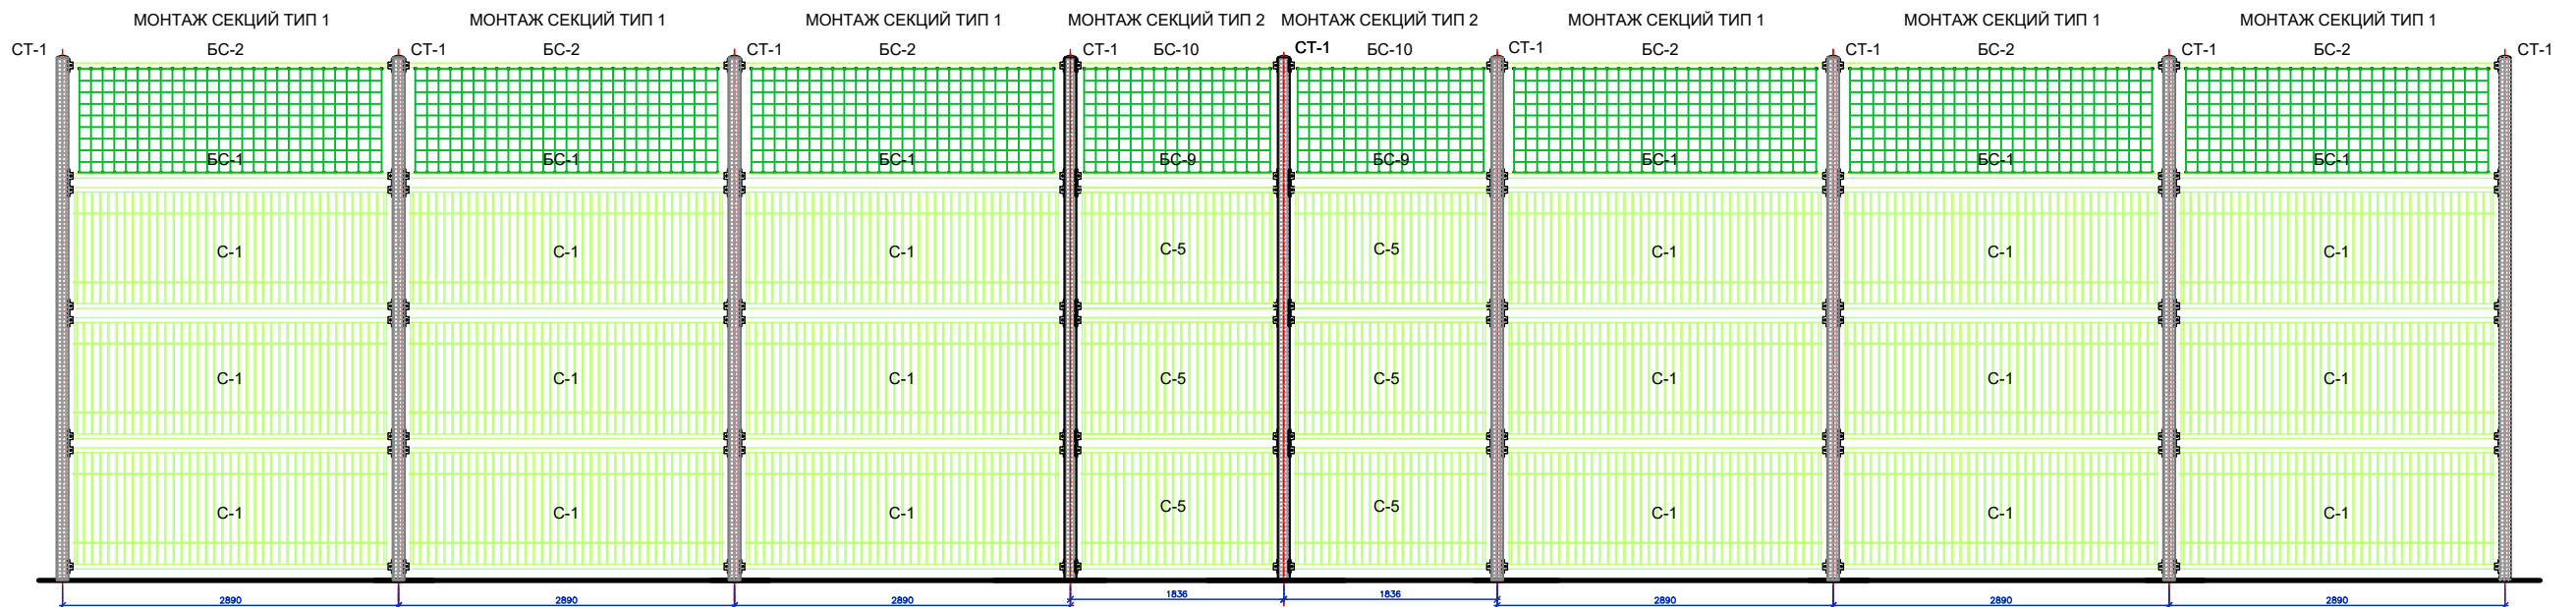 МОНТАЖ СЕКЦИЙ ТИП 1 МОНТАЖ СЕКЦИЙ ТИП 1 МОНТАЖ СЕКЦИЙ ТИП 1 МОНТАЖ СЕКЦИЙ ТИП 2 МОНТАЖ СЕКЦИЙ ТИП 2 МОНТАЖ СЕКЦИЙ ТИП 1 МОНТАЖ СЕКЦИЙ ТИП 1 МОНТАЖ СЕКЦИЙ ТИП 1
СТ-1 БС-2 СТ-1 БС-2 СТ-1 БС-2 СТ-1 БС-10 СТ-1 БС-10 СТ-1 БС-2 СТ-1 БС-2 СТ-1 БС-2 СТ-1
БС-1 БС-1 БС-1 БС-9 БС-9 БС-1 БС-1 БС-1
С-1 С-1 С-1 С-5 С-5 С-1 С-1 С-1
С-1 С-1 С-1 С-5 С-5 С-1 С-1 С-1
С-1 С-1 С-1 С-5 С-5 С-1 С-1 С-1
2890 2890 2890 1836 1836 2890 2890 2890